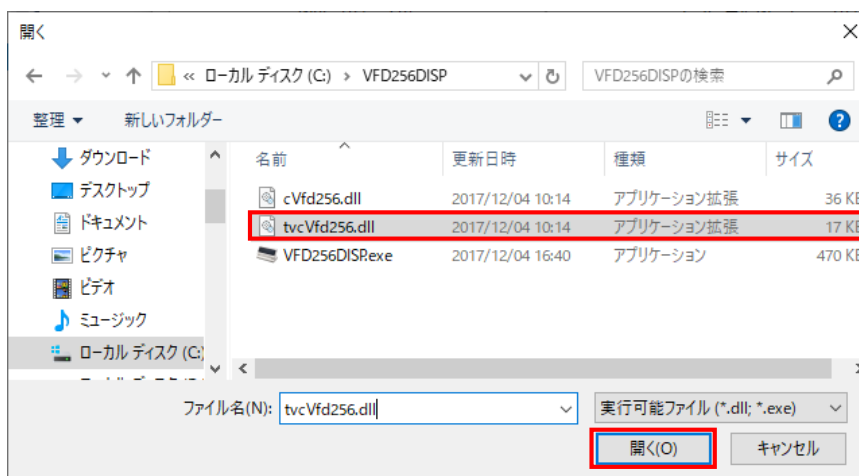 開く
« ローカル ディスク (C:) › VFD256DISP
VFD256DISPの検索
整理
新しいフォルダー
名前 更新日時 種類 サイズ
ダウンロード
デスクトップ
ドキュメント
ピクチャ
ビデオ
ミュージック
ローカル ディスク (C:)
cVfd256.dll 2017/12/04 10:14 アプリケーション拡張 36 KB
tvcVfd256.dll 2017/12/04 10:14 アプリケーション拡張 17 KB
VFD256DISP.exe 2017/12/04 16:40 アプリケーション 470 KB
ファイル名(N): tvcVfd256.dll
実行可能ファイル (*.dll; *.exe)
開く(O)
キャンセル